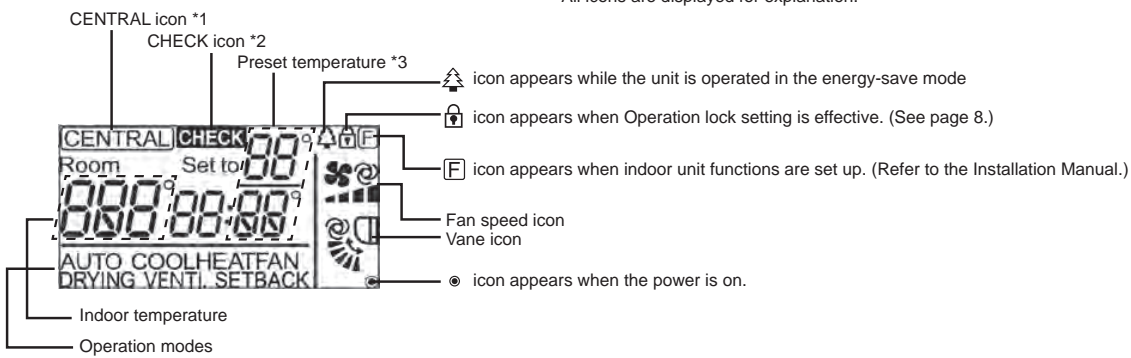 All icons are displayed for explanation.
CENTRAL icon *1
CHECK icon *2
Preset temperature *3
icon appears while the unit is operated in the energy-save mode
icon appears when Operation lock setting is effective. (See page 8.)
CENTRAL CHECK 88° F
Room Set to
F icon appears when indoor unit functions are set up. (Refer to the Installation Manual.)
888° 88:88°
Fan speed icon
Vane icon
AUTO COOL HEAT FAN
DRYING VENTI. SETBACK
icon appears when the power is on.
Indoor temperature
Operation modes